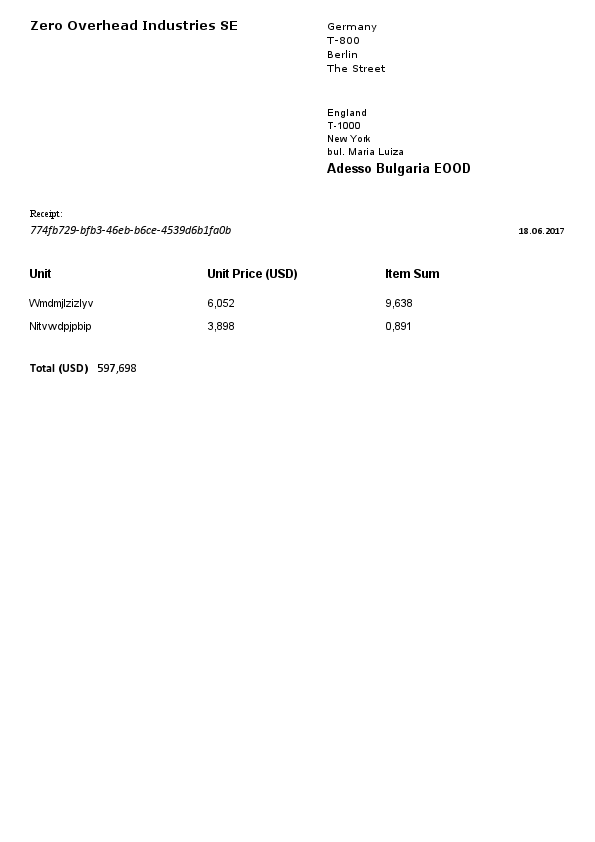 Zero Overhead Industries SE
Germany
T-800
Berlin
The Street
England
T-1000
New York
bul. Maria Luiza
Adesso Bulgaria EOOD
Receipt:
774fb729-bfb3-46eb-b6ce-4539d6b1fa0b
18.06.2017
Unit Unit Price (USD) Item Sum
Wmdmjlzizlyv 6,052 9,638
Nitvwdpjpbip 3,898 0,891
Total (USD) 597,698